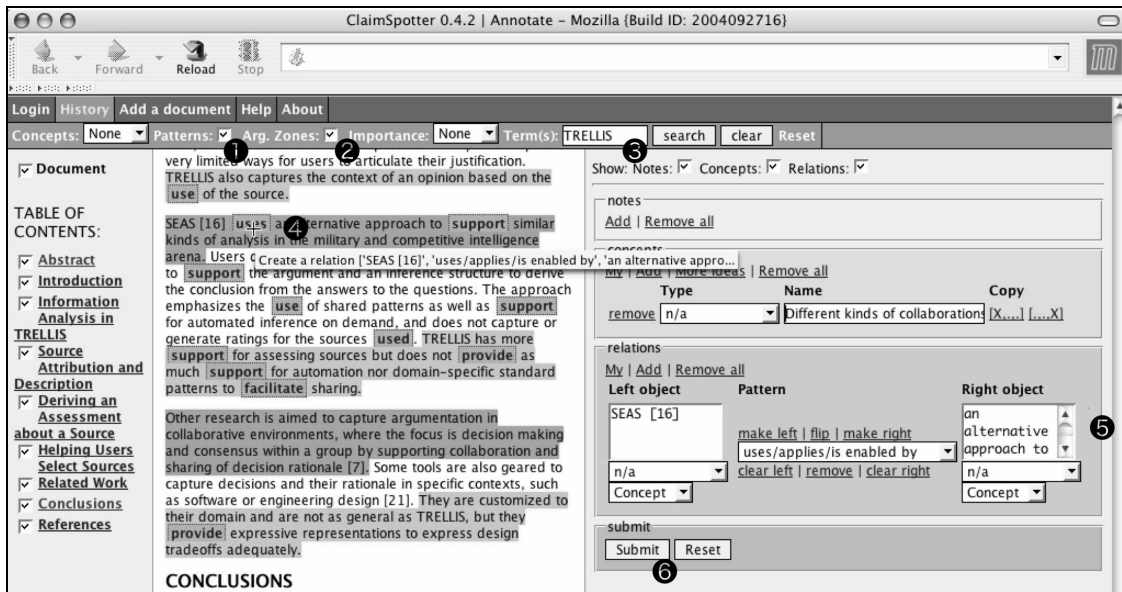 ClaimSpotter 0.4.2 | Annotate – Mozilla {Build ID: 2004092716}
Back Forward Reload Stop
Login History Add a document Help About
Concepts: None Patterns: Arg. Zones: Importance: None Term(s): TRELLIS search clear Reset
1 2 3
Document
TABLE OF
CONTENTS:
Abstract
Introduction
Information
Analysis in
TRELLIS
Source
Attribution and
Description
Deriving an
Assessment
about a Source
Helping Users
Select Sources
Related Work
Conclusions
References
very limited ways for users to articulate their justification.
TRELLIS also captures the context of an opinion based on the
use of the source.
SEAS [16] uses 4 alternative approach to support similar
kinds of analysis in the military and competitive intelligence
arena. Users
Create a relation ['SEAS [16]', 'uses/applies/is enabled by', 'an alternative appro...
to support the argument and an inference structure to derive
the conclusion from the answers to the questions. The approach
emphasizes the use of shared patterns as well as support
for automated inference on demand, and does not capture or
generate ratings for the sources used. TRELLIS has more
support for assessing sources but does not provide as
much support for automation nor domain-specific standard
patterns to facilitate sharing.
Other research is aimed to capture argumentation in
collaborative environments, where the focus is decision making
and consensus within a group by supporting collaboration and
sharing of decision rationale [7]. Some tools are also geared to
capture decisions and their rationale in specific contexts, such
as software or engineering design [21]. They are customized to
their domain and are not as general as TRELLIS, but they
provide expressive representations to express design
tradeoffs adequately.
CONCLUSIONS
Show: Notes: Concepts: Relations:
notes
Add | Remove all
concepts
My | Add | More ideas | Remove all
Type Name Copy
remove n/a Different kinds of collaboration [X....] [....X]
relations
My | Add | Remove all
Left object Pattern Right object
SEAS [16] an
alternative
approach to
make left | flip | make right
uses/applies/is enabled by
clear left | remove | clear right
n/a n/a
Concept Concept
5
submit
Submit Reset
6